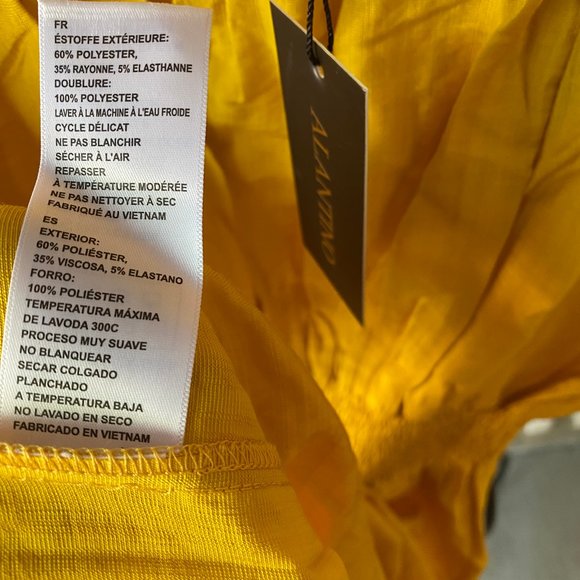 FR
ÉSTOFFE EXTÉRIEURE:
60% POLYESTER,
35% RAYONNE, 5% ELASTHANNE
DOUBLURE:
100% POLYESTER
LAVER À LA MACHINE À L'EAU FROIDE
CYCLE DÉLICAT
NE PAS BLANCHIR
SÉCHER À L'AIR
REPASSER
À TEMPÉRATURE MODÉRÉE
NE PAS NETTOYER À SEC
FABRIQUÉ AU VIETNAM
ES
EXTERIOR:
60% POLIÉSTER,
35% VISCOSA, 5% ELASTANO
FORRO:
100% POLIÉSTER
TEMPERATURA MÁXIMA
DE LAVODA 300C
PROCESO MUY SUAVE
NO BLANQUEAR
SECAR COLGADO
PLANCHADO
A TEMPERATURA BAJA
NO LAVADO EN SECO
FABRICADO EN VIETNAM